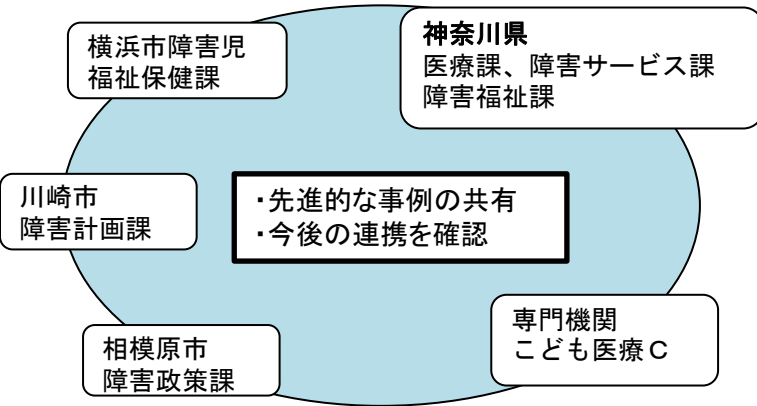 横浜市障害児
福祉保健課
神奈川県
医療課、障害サービス課
障害福祉課
川崎市
障害計画課
・先進的な事例の共有
・今後の連携を確認
相模原市
障害政策課
専門機関
こども医療C